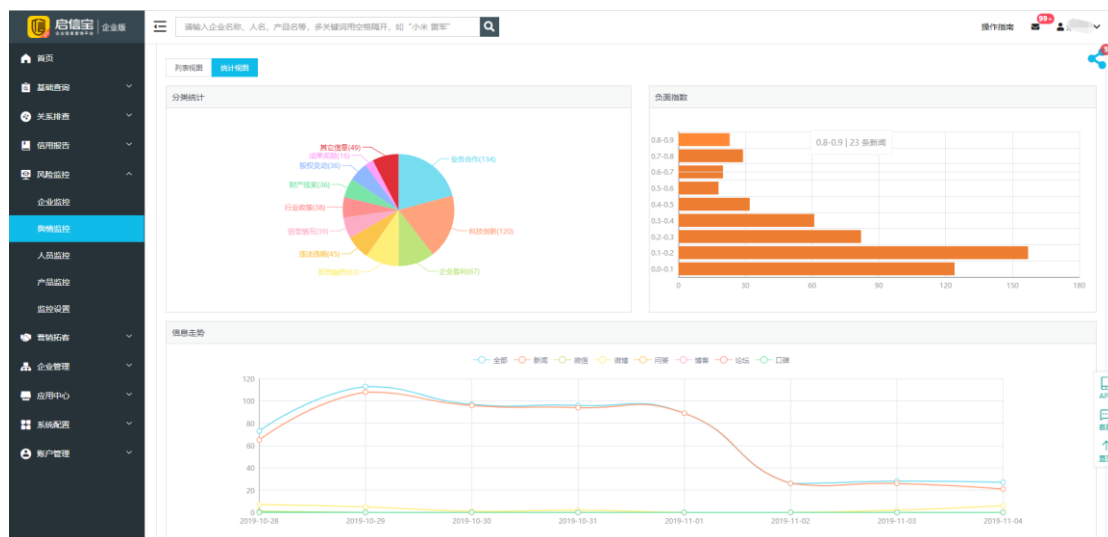 启信宝 企业版
请输入企业名称、人名，产品名等，多关键词用空格隔开，如 “小米 雷军”
操作指南
99+
首页
基础查询
关系排查
信用报告
风险监控
企业监控
舆情监控
人员监控
产品监控
监控设置
营销拓客
企业管理
应用中心
系统配置
账户管理
列表视图 统计视图
分类统计
其它信息(49)
成果奖励(16)
股权变动(36)
财产线索(36)
行业政策(58)
经营情况(39)
违法违规(45)
业务合作(134)
科技创新(120)
企业盈利(67)
负面指数
0.8-0.9 | 23 条新闻
0.8-0.9
0.7-0.8
0.6-0.7
0.5-0.6
0.4-0.5
0.3-0.4
0.2-0.3
0.1-0.2
0.0-0.1
0 30 60 90 120 150 180
信息走势
全部 新闻 微信 微博 问答 博客 论坛 口碑
120
100
80
60
40
20
0
2019-10-28 2019-10-29 2019-10-30 2019-10-31 2019-11-01 2019-11-02 2019-11-03 2019-11-04